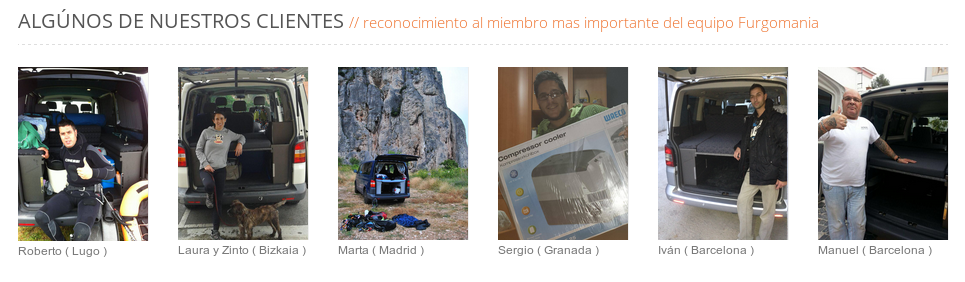 ALGÚNOS DE NUESTROS CLIENTES // reconocimiento al miembro mas importante del equipo Furgomania
WAECO
Compressor cooler
Roberto ( Lugo )
Laura y Zinto ( Bizkaia )
Marta ( Madrid )
Sergio ( Granada )
Iván ( Barcelona )
Manuel ( Barcelona )